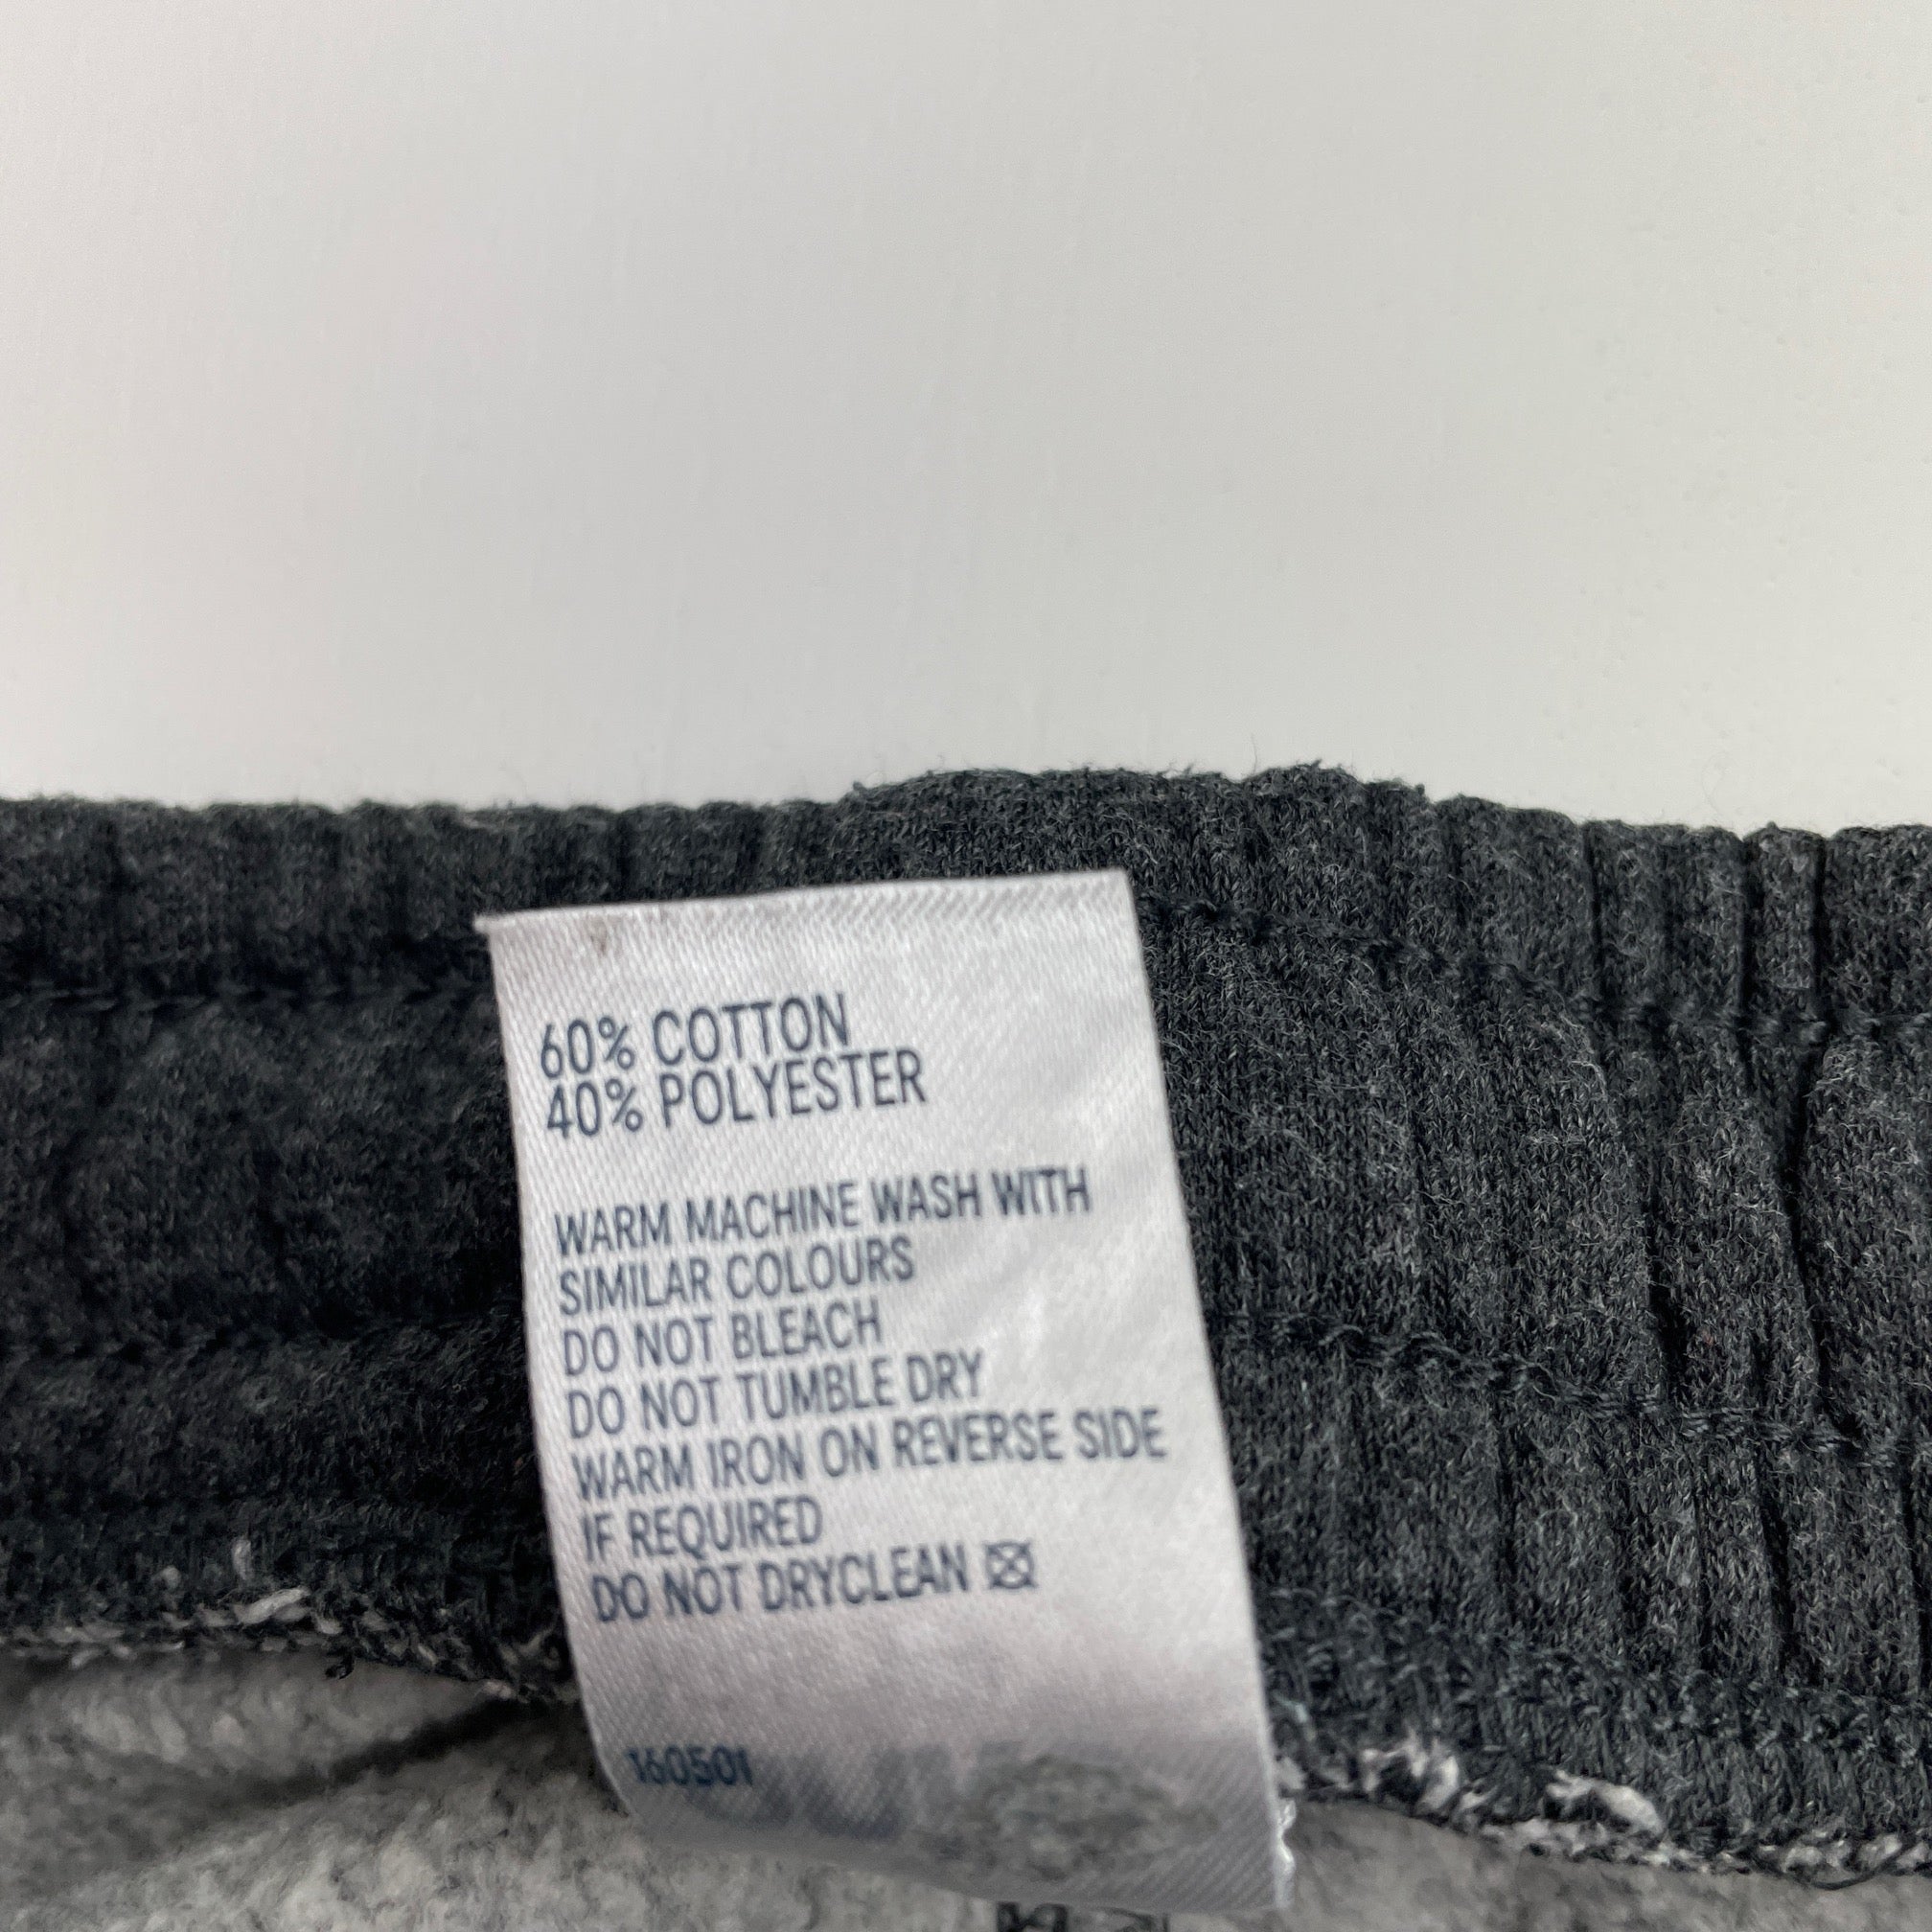 60% COTTON
40% POLYESTER
WARM MACHINE WASH WITH
SIMILAR COLOURS
DO NOT BLEACH
DO NOT TUMBLE DRY
WARM IRON ON REVERSE SIDE
IF REQUIRED
DO NOT DRYCLEAN
160501